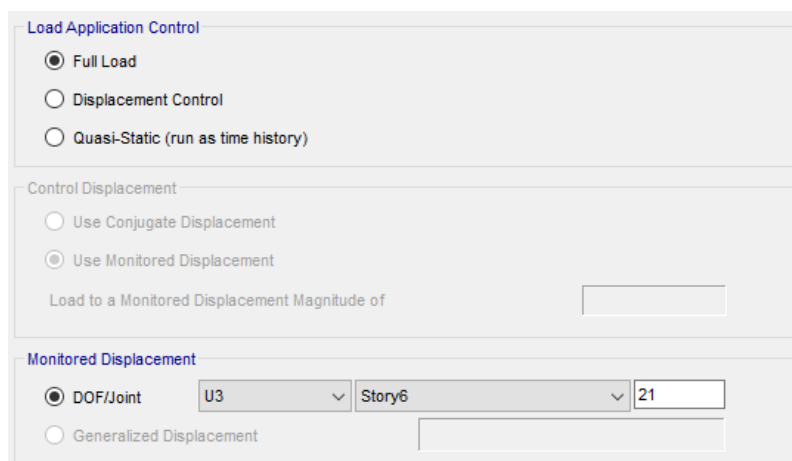 Load Application Control
Full Load
Displacement Control
Quasi-Static (run as time history)
Control Displacement
Use Conjugate Displacement
Use Monitored Displacement
Load to a Monitored Displacement Magnitude of
Monitored Displacement
DOF/Joint U3 Story6 21
Generalized Displacement